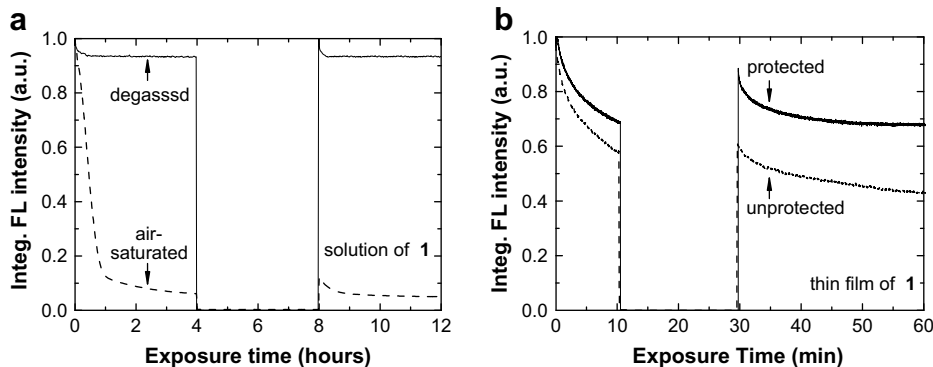 a
1.0
0.8
0.6
0.4
0.2
0.0
Integ. FL intensity (a.u.)
degasssd
air-
saturated
solution of 1
0 2 4 6 8 10 12
Exposure time (hours)
b
1.0
0.8
0.6
0.4
0.2
0.0
Integ. FL intensity (a.u.)
protected
unprotected
thin film of 1
0 10 20 30 40 50 60
Exposure Time (min)